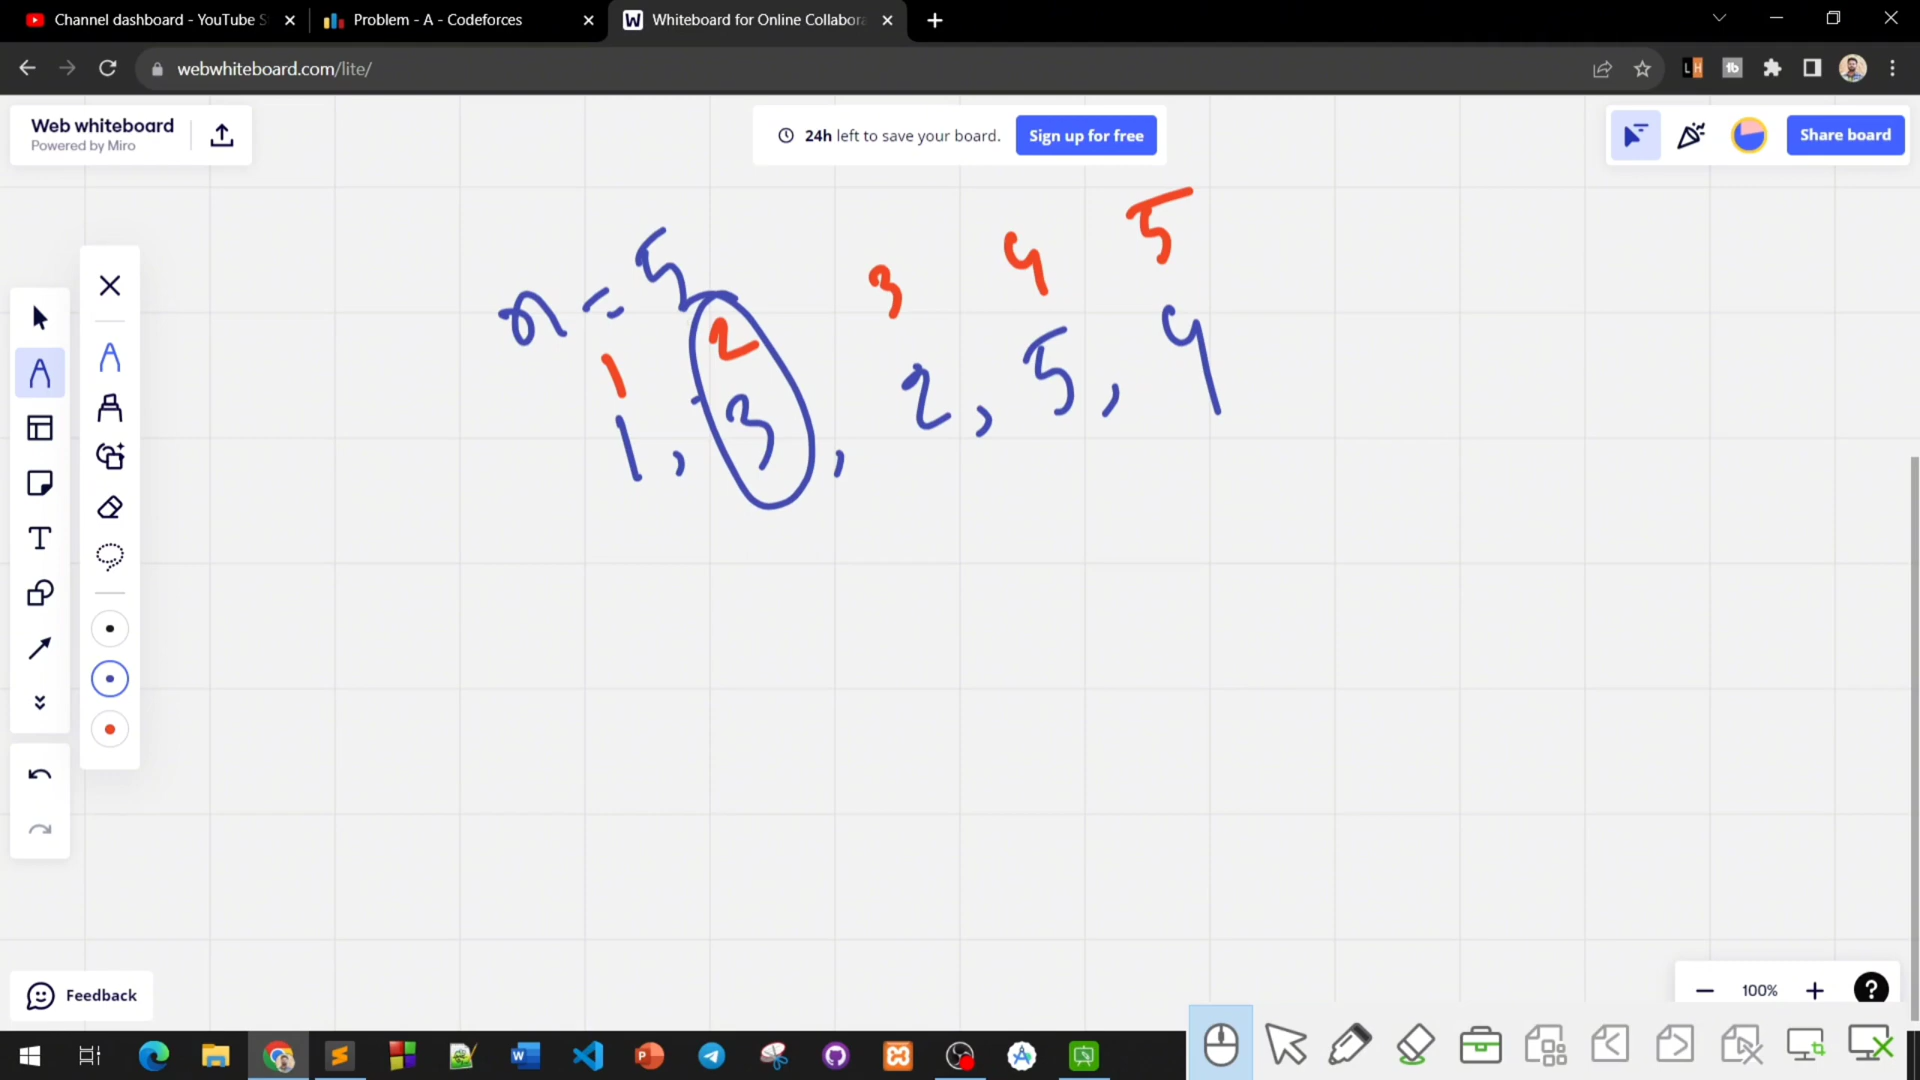 Channel dashboard - YouTube S
Problem - A - Codeforces
Whiteboard for Online Collabora
webwhiteboard.com/lite/
Web whiteboard
Powered by Miro
24h left to save your board.
Sign up for free
Share board
n = 5
1 2 3 4 5
1, 3, 2, 5, 4
Feedback
100%